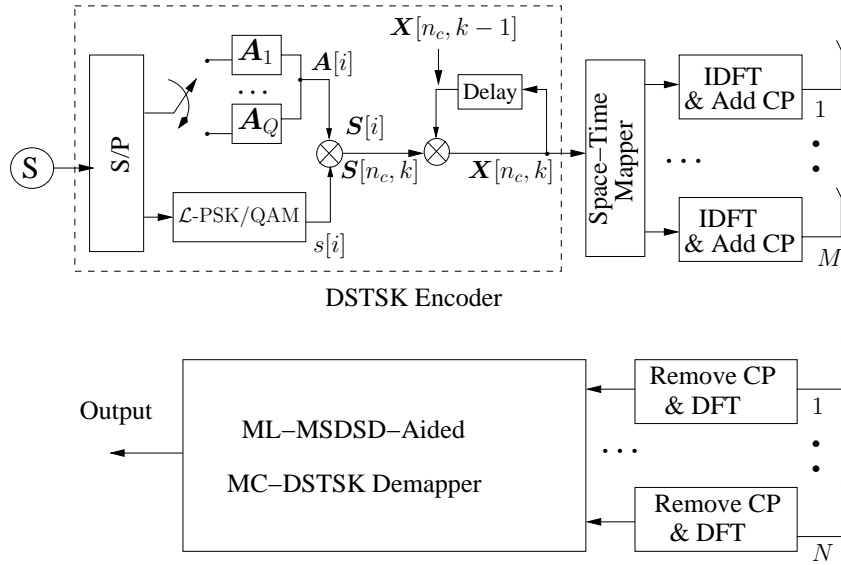 S
S/P
A_1
...
A_Q
A[i]
S[i]
L-PSK/QAM
s[i]
X[n_c, k − 1]
Delay
S[n_c, k]
X[n_c, k]
DSTSK Encoder
Space–Time
Mapper
IDFT
& Add CP
1
...
IDFT
& Add CP
M
Output
ML–MSDSD–Aided
MC–DSTSK Demapper
Remove CP
& DFT
1
...
Remove CP
& DFT
N